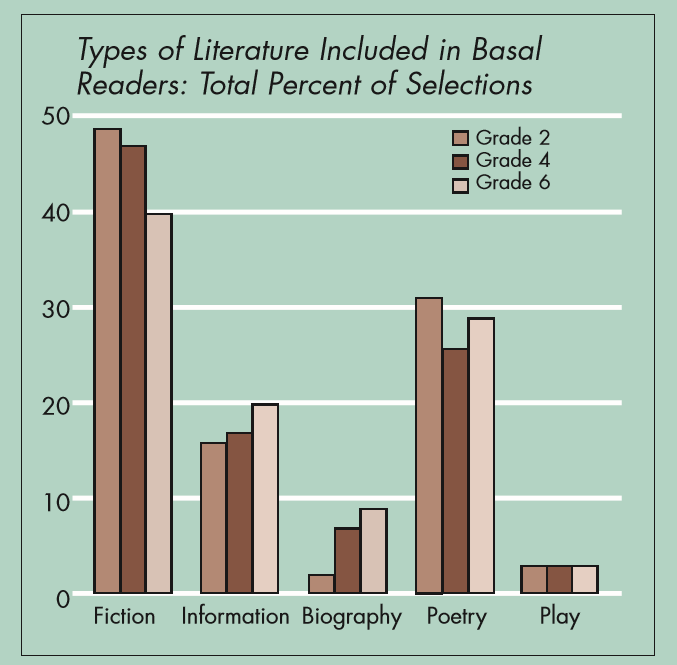 Types of Literature Included in Basal
Readers: Total Percent of Selections
50
Grade 2
Grade 4
Grade 6
40
30
20
10
0
Fiction Information Biography Poetry Play